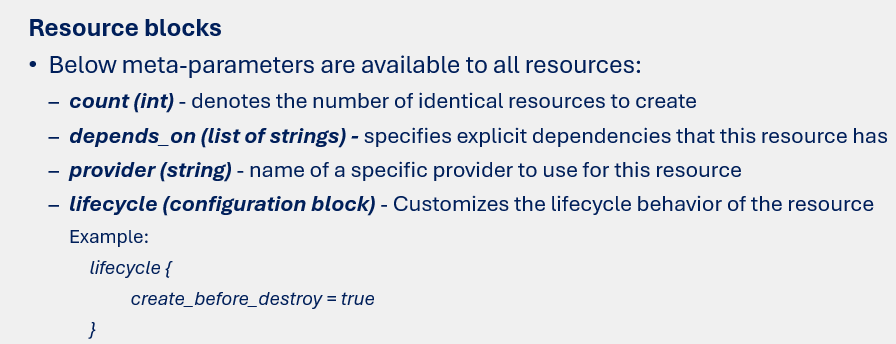 Resource blocks
• Below meta-parameters are available to all resources:
– count (int) - denotes the number of identical resources to create
– depends_on (list of strings) - specifies explicit dependencies that this resource has
– provider (string) - name of a specific provider to use for this resource
– lifecycle (configuration block) - Customizes the lifecycle behavior of the resource
Example:
lifecycle {
create_before_destroy = true
}